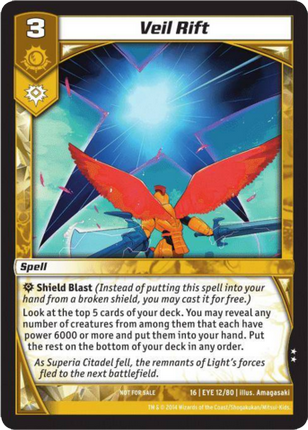 3
Veil Rift
Spell
Shield Blast (Instead of putting this spell into your
hand from a broken shield, you may cast it for free.)
Look at the top 5 cards of your deck. You may reveal any
number of creatures from among them that each have
power 6000 or more and put them into your hand. Put
the rest on the bottom of your deck in any order.
As Superia Citadel fell, the remnants of Light's forces
fled to the next battlefield.
NOT FOR SALE
16 | EYE 12/80 | illus. Amagasaki
TM & © 2014 Wizards of the Coast/Shogakukan/Mitsui-Kids